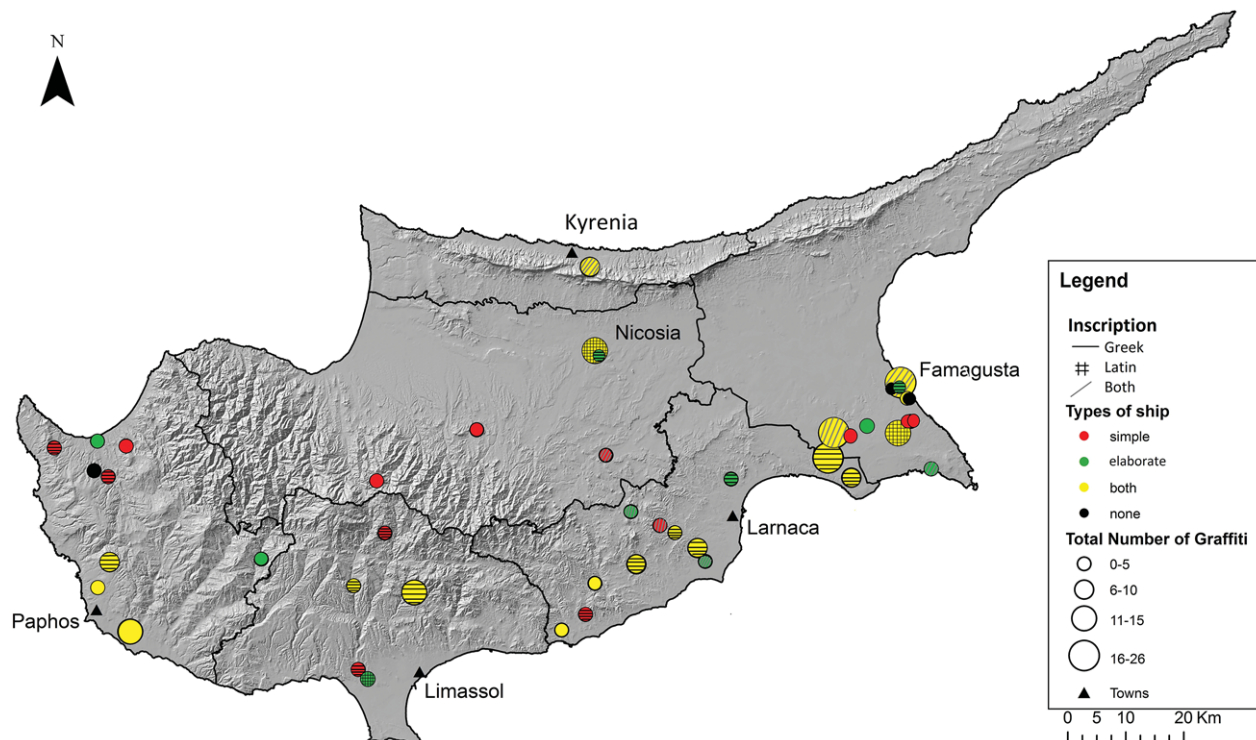 N
Kyrenia
Nicosia
Famagusta
Larnaca
Paphos
Limassol
Legend
Inscription
Greek
Latin
Both
Types of ship
simple
elaborate
both
none
Total Number of Graffiti
0-5
6-10
11-15
16-26
Towns
0 5 10 20 Km